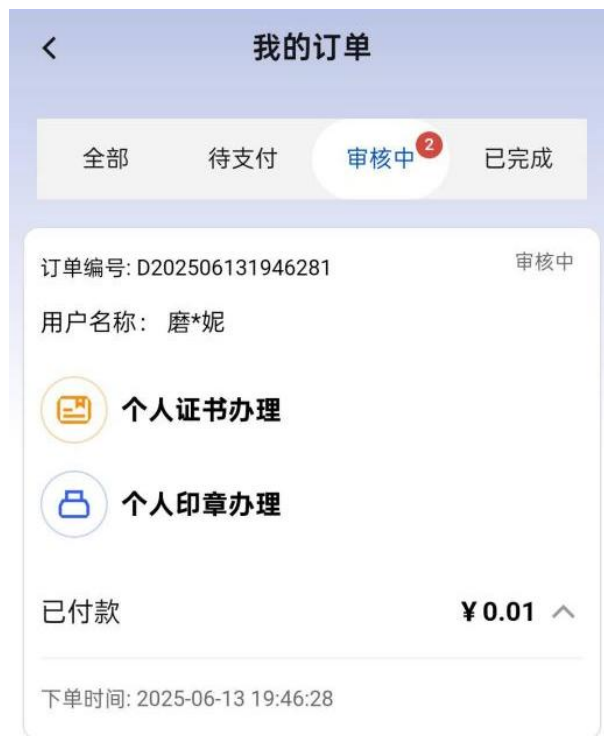 我的订单
全部 待支付 审核中 2 已完成
订单编号: D202506131946281 审核中
用户名称： 磨*妮
个人证书办理
个人印章办理
已付款 ¥ 0.01
下单时间: 2025-06-13 19:46:28